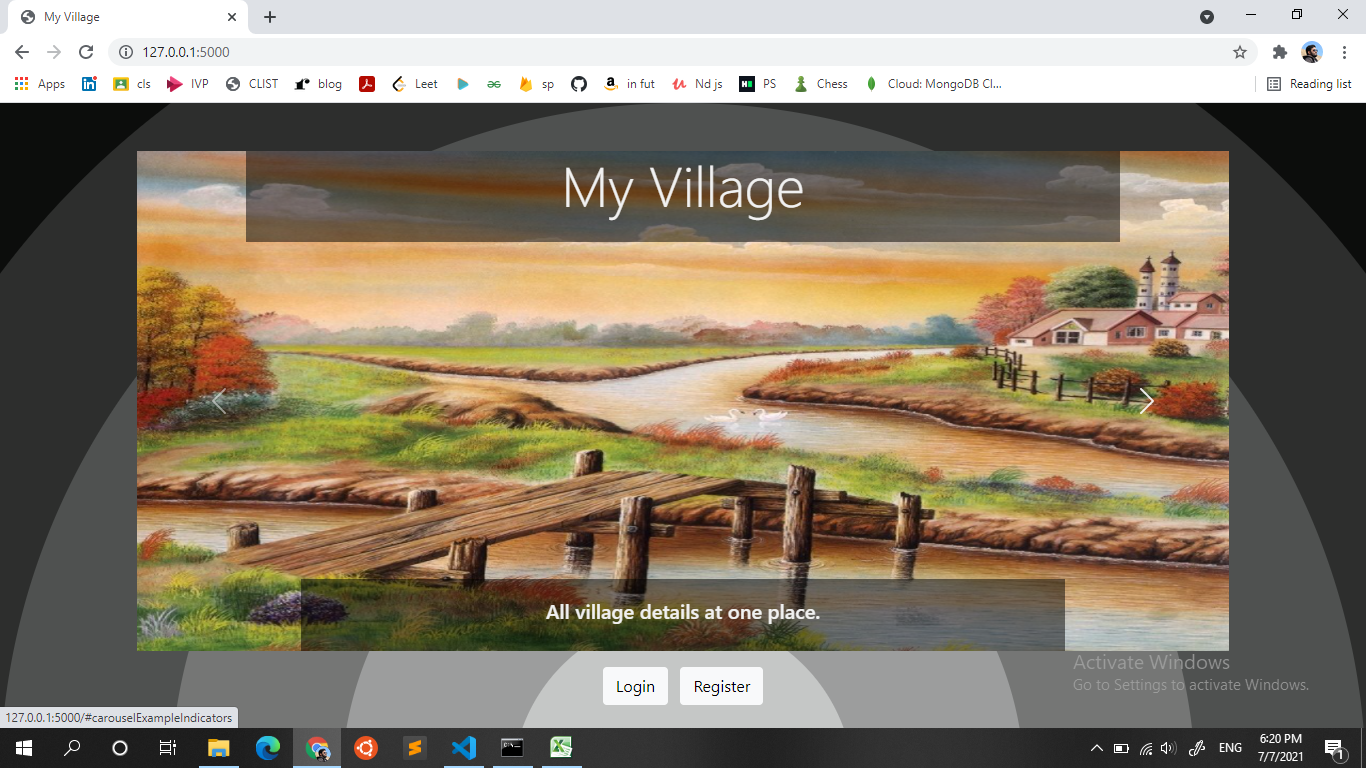 My Village
127.0.0.1:5000
Apps
cls
IVP
CLIST
blog
Leet
sp
in fut
Nd js
PS
Chess
Cloud: MongoDB Cl...
Reading list
My Village
All village details at one place.
Login
Register
Activate Windows
Go to Settings to activate Windows.
127.0.0.1:5000/#carouselExampleIndicators
ENG
6:20 PM
7/7/2021
1